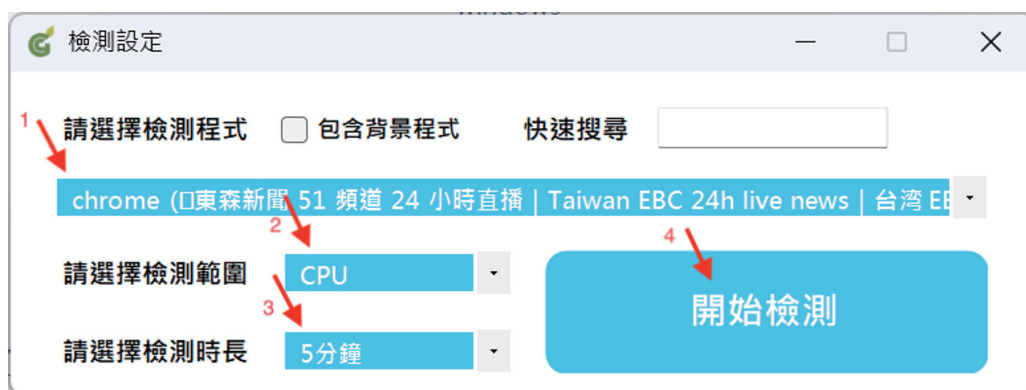 檢測設定
1 請選擇檢測程式 包含背景程式 快速搜尋
chrome (□東森新聞 51 頻道 24 小時直播 | Taiwan EBC 24h live news | 台湾 EE
2 4
請選擇檢測範圍 CPU
開始檢測
3
請選擇檢測時長 5分鐘